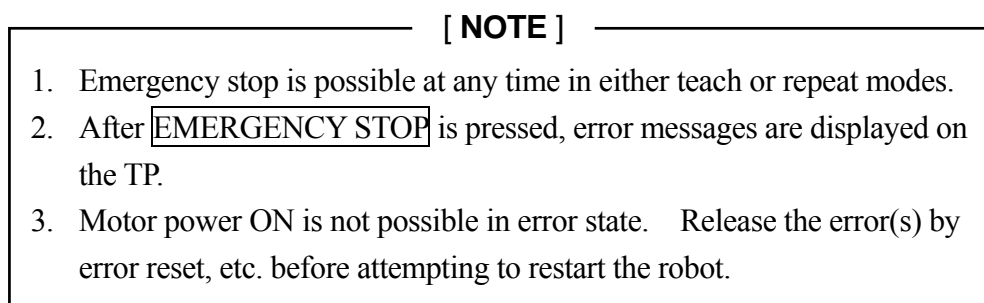 [ NOTE ]
1. Emergency stop is possible at any time in either teach or repeat modes.
2. After EMERGENCY STOP is pressed, error messages are displayed on
the TP.
3. Motor power ON is not possible in error state. Release the error(s) by
error reset, etc. before attempting to restart the robot.